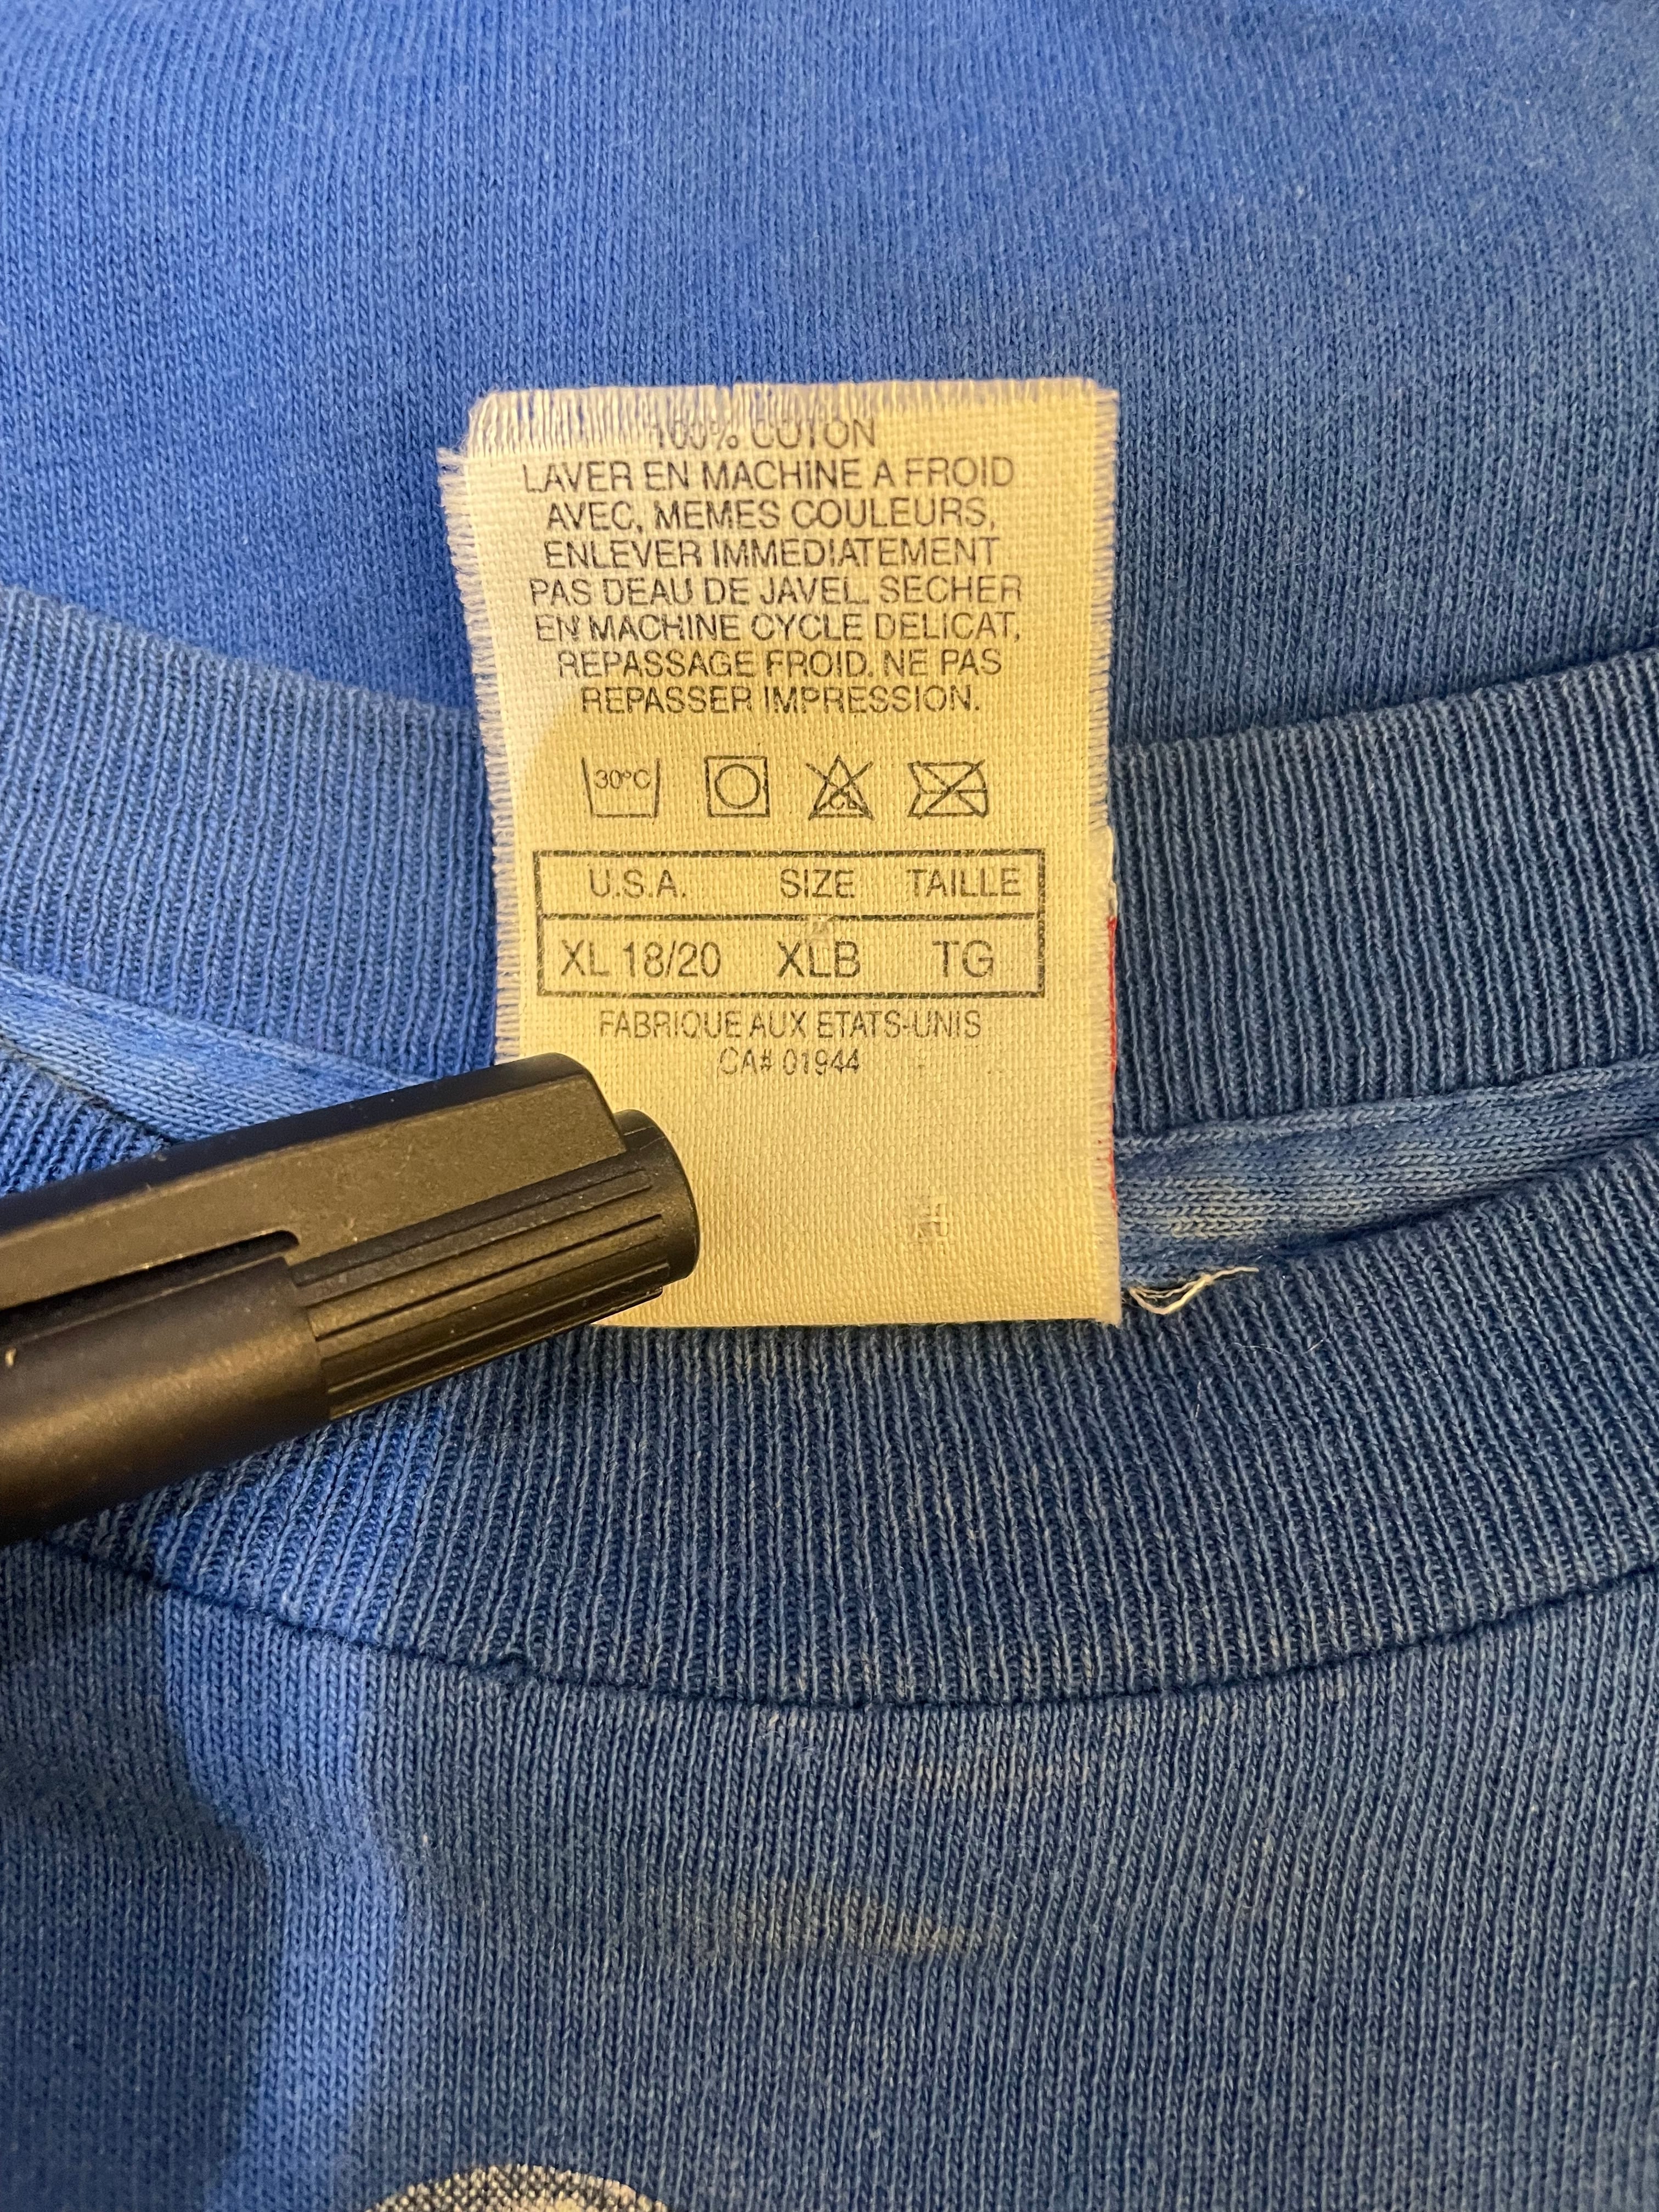 100% COTON
LAVER EN MACHINE A FROID
AVEC, MEMES COULEURS,
ENLEVER IMMEDIATEMENT
PAS DEAU DE JAVEL. SECHER
EN MACHINE CYCLE DELICAT,
REPASSAGE FROID. NE PAS
REPASSER IMPRESSION.
30°C CL
U.S.A. SIZE TAILLE
XL 18/20 XLB TG
FABRIQUE AUX ETATS-UNIS
CA# 01944